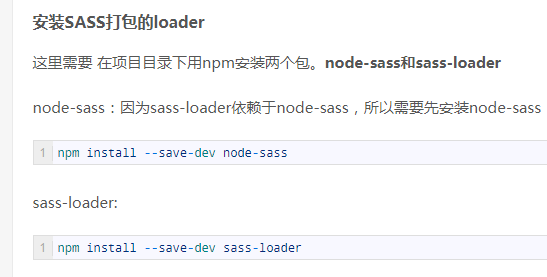 安装SASS打包的loader
这里需要 在项目目录下用npm安装两个包。node-sass和sass-loader
node-sass：因为sass-loader依赖于node-sass，所以需要先安装node-sass
1 npm install --save-dev node-sass
sass-loader:
1 npm install --save-dev sass-loader